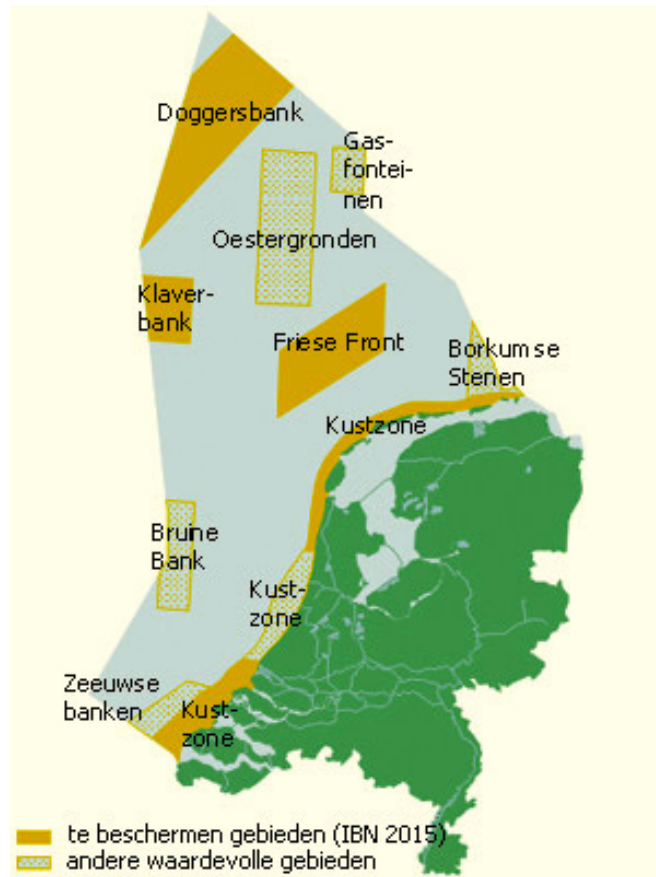 Doggersbank
Gas-
fontei-
nen
Oestergronden
Klaver-
bank
Friese Front
Borkumse
Stenen
Kustzone
Bruine
Bank
Kust-
zone
Zeeuwse
banken
Kust-
zone
te beschermen gebieden (IBN 2015)
andere waardevolle gebieden